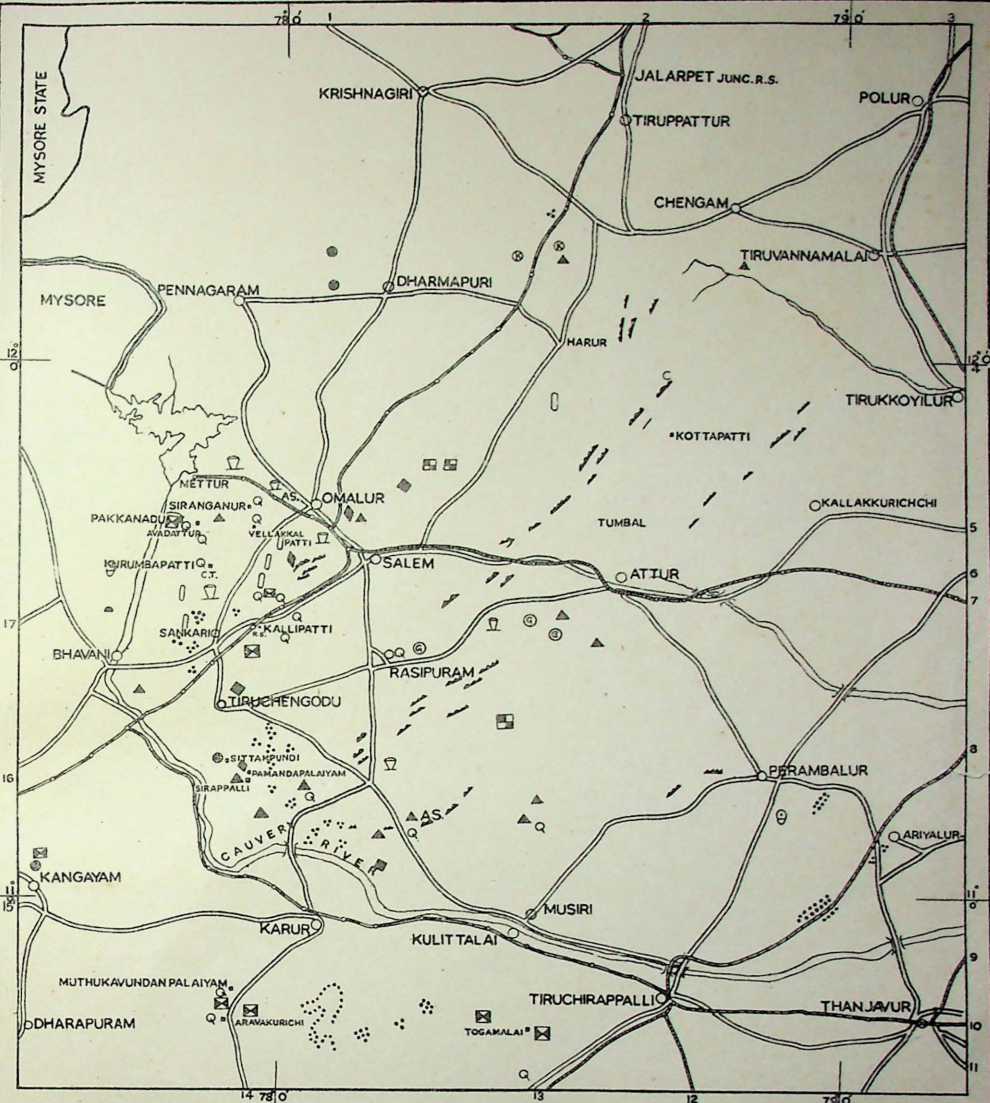 78°0' 1 2 79°0' 3
MYSORE STATE
KRISHNAGIRI
JALARPET JUNC.R.S.
POLUR
TIRUPPATTUR
CHENGAM
TIRUVANNAMALAI
PENNAGARAM
DHARMAPURI
MYSORE
HARUR
12°0'
12°0'
4
TIRUKKOYILUR
C
KOTTAPATTI
METTUR
AS.
OMALUR
SIRANGANUR
Q
KALLAKKURICHCHI
PAKKANADU
Q
Q
AVADATTUR
Q
VELLAKKAL
PATTI
TUMBAL
5
SALEM
KURUMBAPATTI
Q
C.T.
ATTUR
6
7
Q
Q
17
SANKARI
R.S.
KALLIPATTI
Q
Q
G
G
BHAVANI
Q
G
RASIPURAM
TIRUCHENGODU
8
SITTAMPUNDI
16
PAMANDAPALAIYAM
SIRAPPALLI
PERAMBALUR
Q
AS.
Q
Q
CAUVERY RIVER
ARIYALUR
KANGAYAM
11°
15
11°0'
MUSIRI
KARUR
KULITTALAI
9
MUTHUKAVUNDAN PALAIYAM
Q
TIRUCHIRAPPALLI
THANJAVUR
Q
ARAVAKURICHI
DHARAPURAM
TOGAMALAI
10
Q
11
14 78°0' 13 12 79°0'